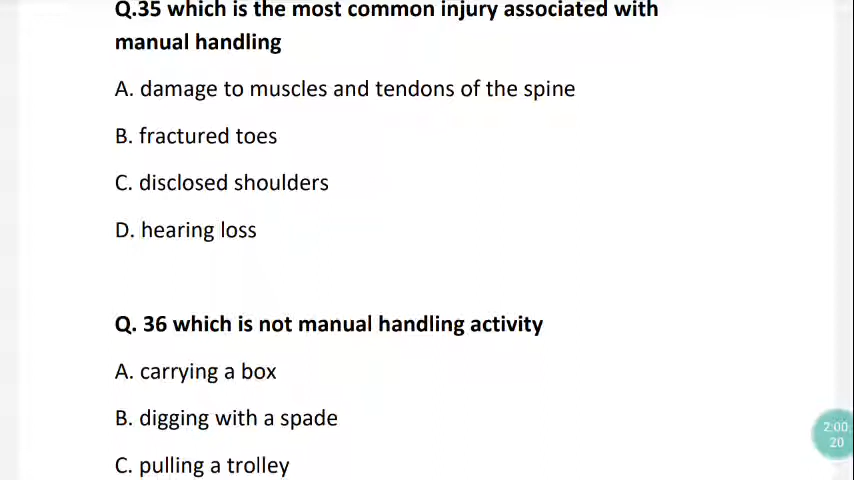 Q.35 which is the most common injury associated with
manual handling
A. damage to muscles and tendons of the spine
B. fractured toes
C. disclosed shoulders
D. hearing loss
Q. 36 which is not manual handling activity
A. carrying a box
B. digging with a spade
C. pulling a trolley
2:00
20